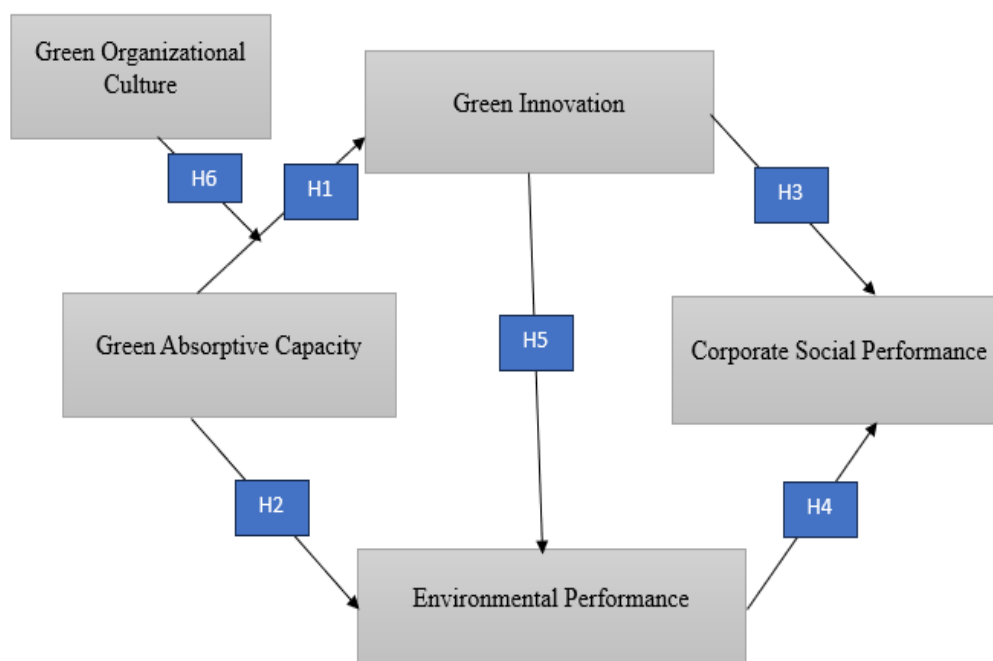 Green Organizational
Culture
Green Innovation
H6
H1
H3
Green Absorptive Capacity
H5
Corporate Social Performance
H2
H4
Environmental Performance